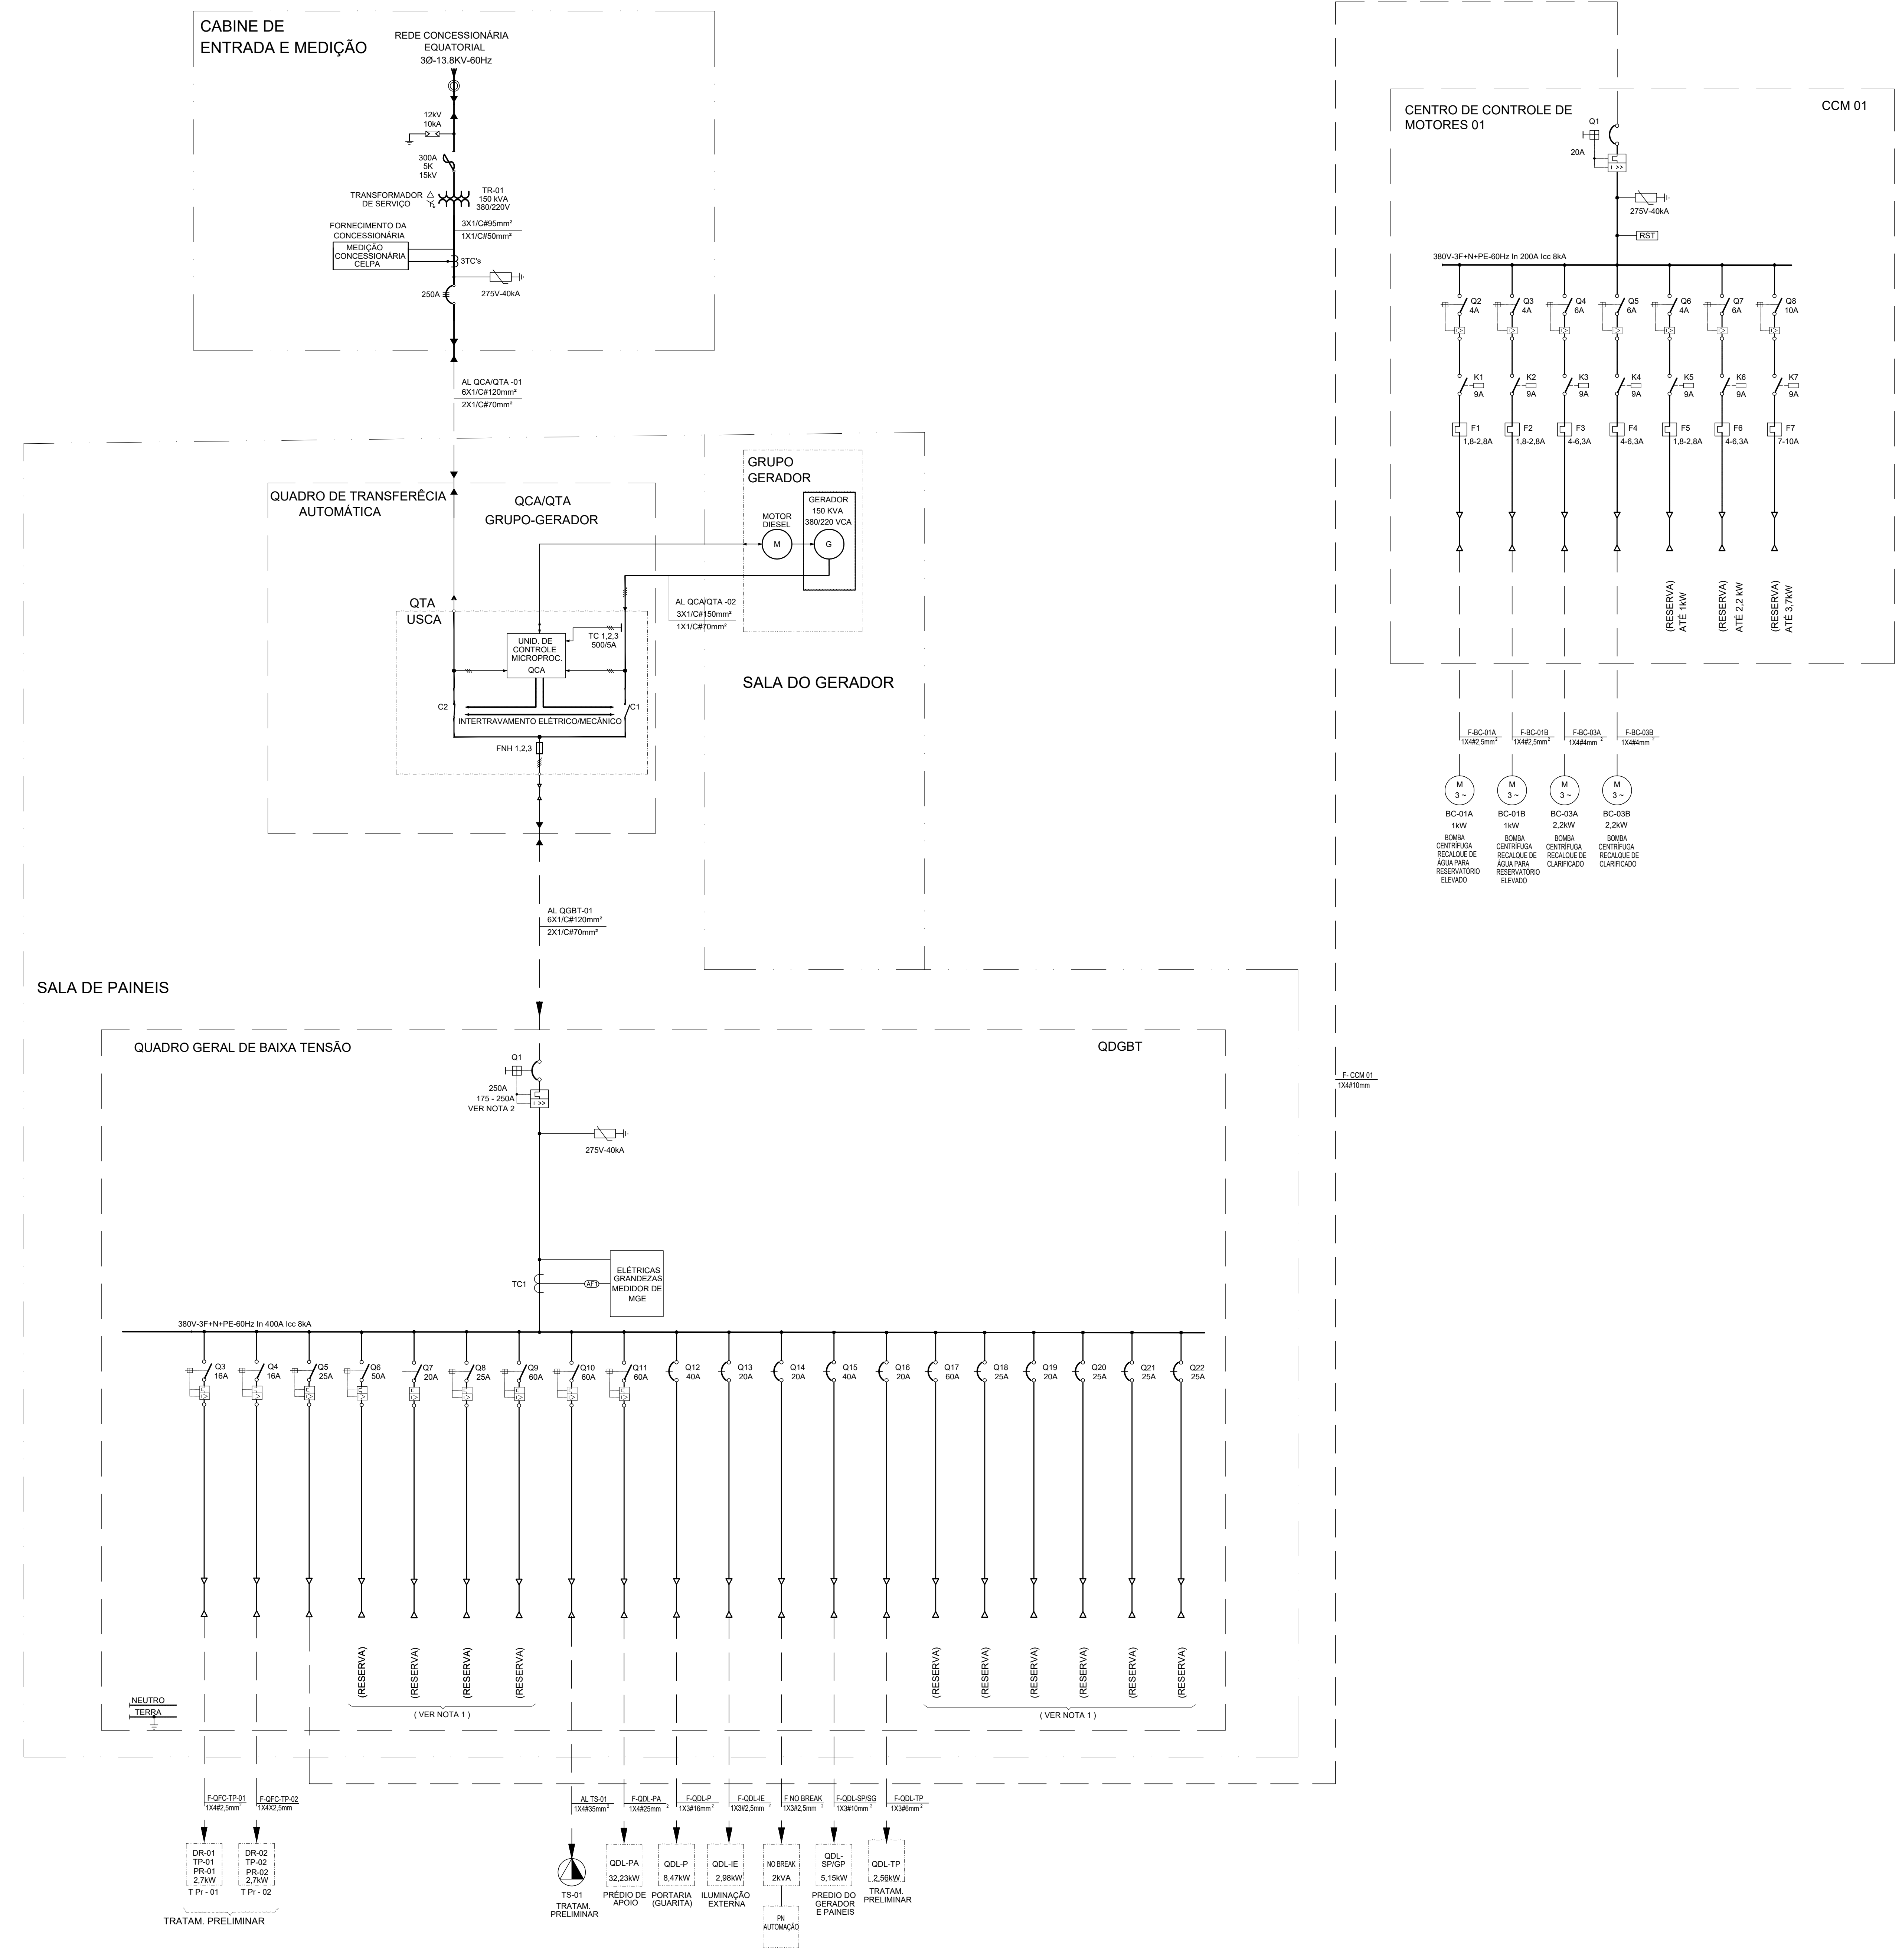 CABINE DE
ENTRADA E MEDIÇÃO
REDE CONCESSIONÁRIA
EQUATORIAL
3Ø-13.8KV-60Hz
12kV
10kA
300A
5K
15kV
TRANSFORMADOR
DE SERVIÇO
TR-01
150 kVA
380/220V
3X1/C#95mm²
1X1/C#50mm²
FORNECIMENTO DA
CONCESSIONÁRIA
MEDIÇÃO
CONCESSIONÁRIA
CELPA
3TC's
275V-40kA
250A
AL QCA/QTA -01
6X1/C#120mm²
2X1/C#70mm²
QUADRO DE TRANSFERÊCIA
AUTOMÁTICA
QCA/QTA
GRUPO-GERADOR
GRUPO
GERADOR
GERADOR
150 KVA
380/220 VCA
MOTOR
DIESEL
M
G
AL QCA/QTA -02
3X1/C#150mm²
1X1/C#70mm²
QTA
USCA
UNID. DE
CONTROLE
MICROPROC.
QCA
TC 1,2,3
500/5A
C2
C1
INTERTRAVAMENTO ELÉTRICO/MECÂNICO
FNH 1,2,3
SALA DO GERADOR
AL QGBT-01
6X1/C#120mm²
2X1/C#70mm²
SALA DE PAINEIS
QUADRO GERAL DE BAIXA TENSÃO
QDGBT
Q1
250A
175 - 250A
VER NOTA 2
I >>
275V-40kA
TC1
AF1
ELÉTRICAS
GRANDEZAS
MEDIDOR DE
MGE
380V-3F+N+PE-60Hz In 400A Icc 8kA
Q3
16A
Q4
16A
Q5
25A
Q6
50A
Q7
20A
Q8
25A
Q9
60A
Q10
60A
Q11
60A
Q12
40A
Q13
20A
Q14
20A
Q15
40A
Q16
20A
Q17
60A
Q18
25A
Q19
20A
Q20
25A
Q21
25A
Q22
25A
(RESERVA)
(RESERVA)
(RESERVA)
(RESERVA)
( VER NOTA 1 )
(RESERVA)
(RESERVA)
(RESERVA)
(RESERVA)
(RESERVA)
(RESERVA)
( VER NOTA 1 )
NEUTRO
TERRA
F-QFC-TP-01
1X4#2,5mm²
F-QFC-TP-02
1X4X2,5mm
AL TS-01
1X4#35mm²
F-QDL-PA
1X4#25mm²
F-QDL-P
1X3#16mm²
F-QDL-IE
1X3#2,5mm²
F NO BREAK
1X3#2,5mm²
F-QDL-SP/SG
1X3#10mm²
F-QDL-TP
1X3#6mm²
DR-01
TP-01
PR-01
2,7kW
T Pr - 01
DR-02
TP-02
PR-02
2,7kW
T Pr - 02
TRATAM. PRELIMINAR
TS-01
TRATAM.
PRELIMINAR
QDL-PA
32,23kW
PRÉDIO DE
APOIO
QDL-P
8,47kW
PORTARIA
(GUARITA)
QDL-IE
2,98kW
ILUMINAÇÃO
EXTERNA
NO BREAK
2kVA
PN
AUTOMAÇÃO
QDL-
SP/GP
5,15kW
PREDIO DO
GERADOR
E PAINEIS
QDL-TP
2,56kW
TRATAM.
PRELIMINAR
F- CCM 01
1X4#10mm
CENTRO DE CONTROLE DE
MOTORES 01
CCM 01
Q1
20A
I >>
275V-40kA
RST
380V-3F+N+PE-60Hz In 200A Icc 8kA
Q2
4A
Q3
4A
Q4
6A
Q5
6A
Q6
4A
Q7
6A
Q8
10A
K1
9A
K2
9A
K3
9A
K4
9A
K5
9A
K6
9A
K7
9A
F1
1,8-2,8A
F2
1,8-2,8A
F3
4-6,3A
F4
4-6,3A
F5
1,8-2,8A
F6
4-6,3A
F7
7-10A
(RESERVA)
ATÉ 1kW
(RESERVA)
ATÉ 2,2 kW
(RESERVA)
ATÉ 3,7kW
F-BC-01A
1X4#2,5mm²
F-BC-01B
1X4#2,5mm²
F-BC-03A
1X4#4mm²
F-BC-03B
1X4#4mm²
M
3 ~
M
3 ~
M
3 ~
M
3 ~
BC-01A
1kW
BOMBA
CENTRÍFUGA
RECALQUE DE
ÁGUA PARA
RESERVATÓRIO
ELEVADO
BC-01B
1kW
BOMBA
CENTRÍFUGA
RECALQUE DE
ÁGUA PARA
RESERVATÓRIO
ELEVADO
BC-03A
2,2kW
BOMBA
CENTRÍFUGA
RECALQUE DE
CLARIFICADO
BC-03B
2,2kW
BOMBA
CENTRÍFUGA
RECALQUE DE
CLARIFICADO